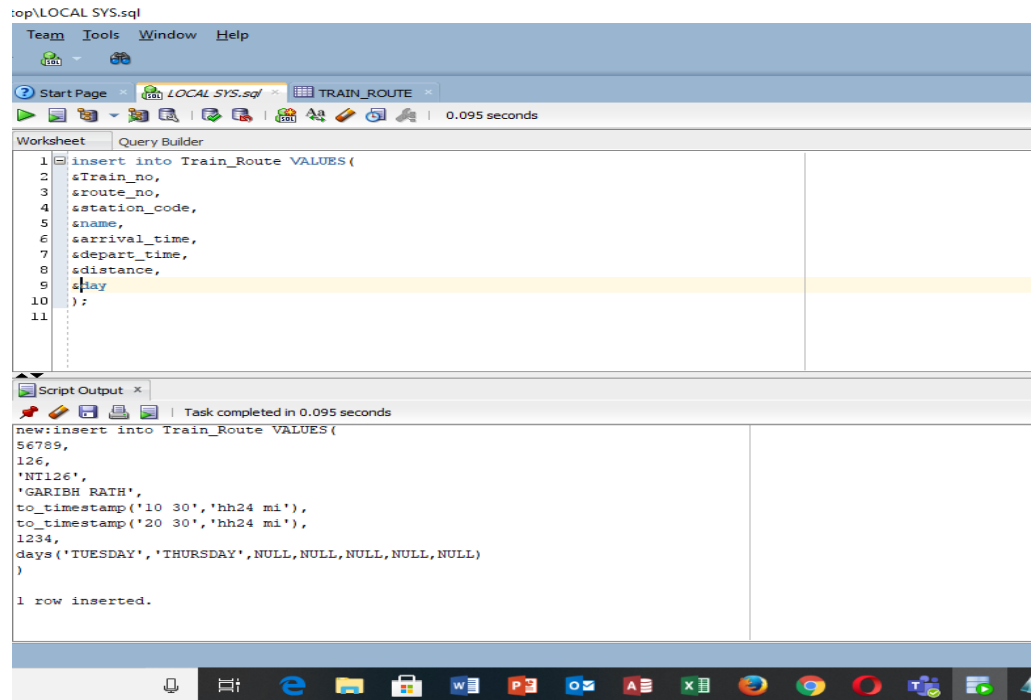 top\LOCAL SYS.sql
Team Tools Window Help
Start Page LOCAL SYS.sql TRAIN_ROUTE
0.095 seconds
Worksheet Query Builder
1 insert into Train_Route VALUES(
2 &Train_no,
3 &route_no,
4 &station_code,
5 &name,
6 &arrival_time,
7 &depart_time,
8 &distance,
9 &day
10 );
11
Script Output
Task completed in 0.095 seconds
new:insert into Train_Route VALUES(
56789,
126,
'NT126',
'GARIBH RATH',
to_timestamp('10 30','hh24 mi'),
to_timestamp('20 30','hh24 mi'),
1234,
days('TUESDAY','THURSDAY',NULL,NULL,NULL,NULL,NULL)
)
1 row inserted.